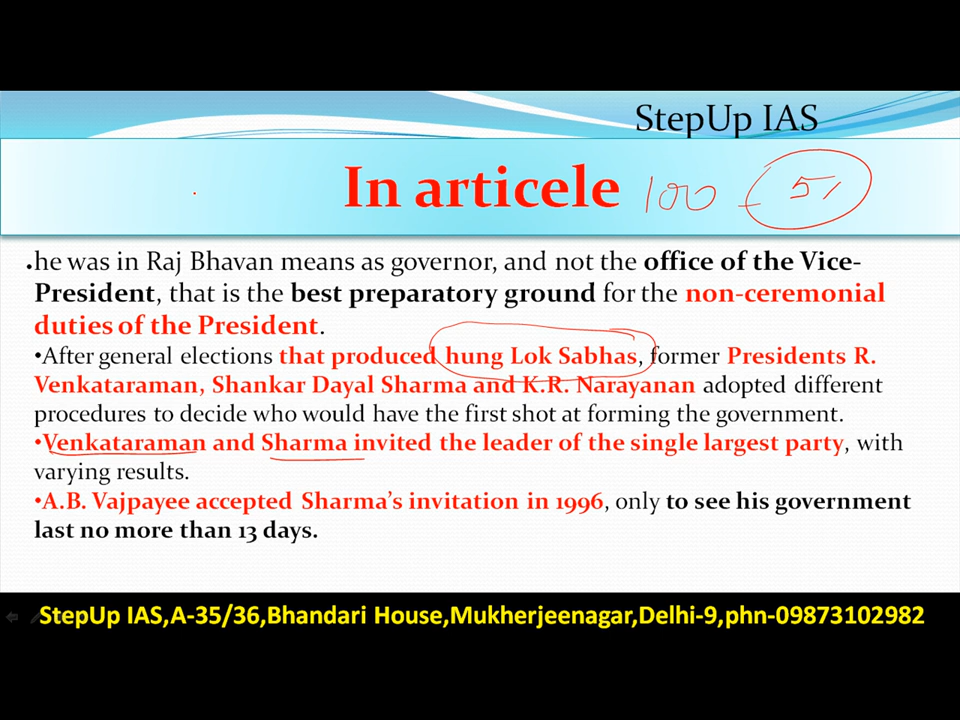 StepUp IAS
In articele 100 - 51
.he was in Raj Bhavan means as governor, and not the office of the Vice-
President, that is the best preparatory ground for the non-ceremonial
duties of the President.
•After general elections that produced hung Lok Sabhas, former Presidents R.
Venkataraman, Shankar Dayal Sharma and K.R. Narayanan adopted different
procedures to decide who would have the first shot at forming the government.
•Venkataraman and Sharma invited the leader of the single largest party, with
varying results.
•A.B. Vajpayee accepted Sharma's invitation in 1996, only to see his government
last no more than 13 days.
StepUp IAS,A-35/36,Bhandari House,Mukherjeenagar,Delhi-9,phn-09873102982